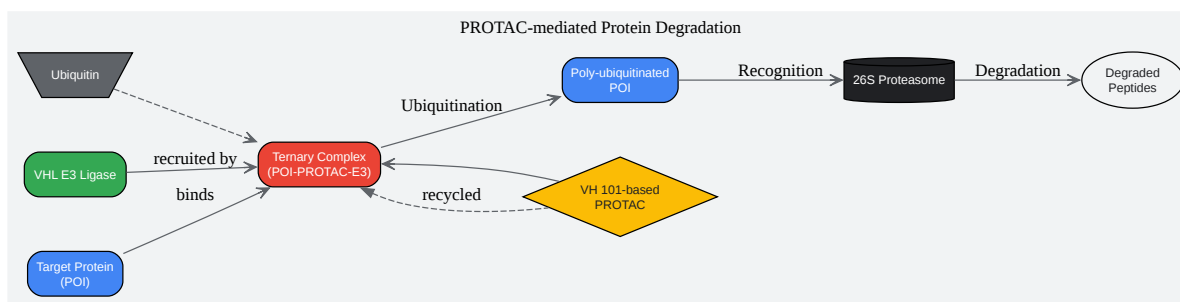 PROTAC-mediated Protein Degradation
Ubiquitin
Poly-ubiquitinated
POI
Recognition
26S Proteasome
Degradation
Degraded
Peptides
Ubiquitination
VHL E3 Ligase
recruited by
Ternary Complex
(POI-PROTAC-E3)
binds
recycled
VH 101-based
PROTAC
Target Protein
(POI)